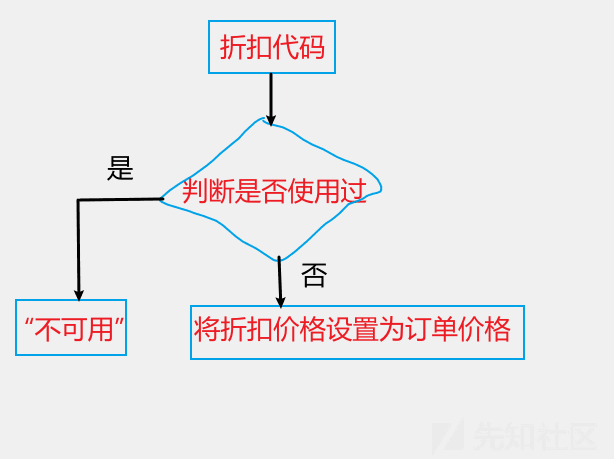 折扣代码
是
判断是否使用过
否
“不可用”
将折扣价格设置为订单价格
先知社区